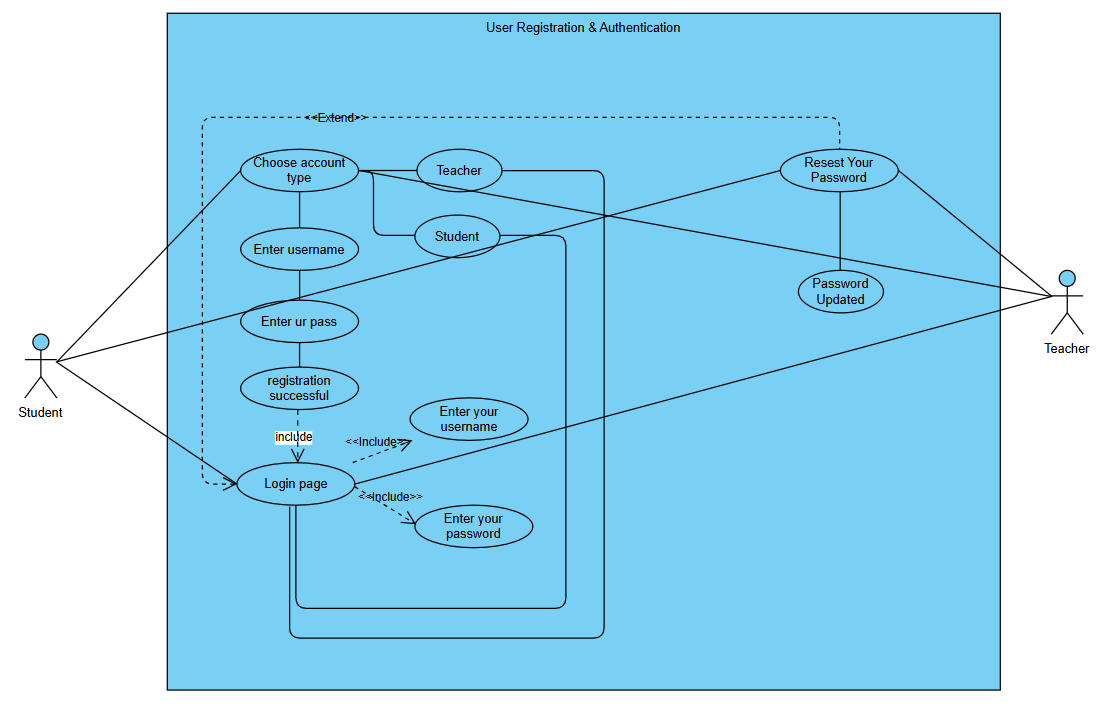 User Registration & Authentication
<<Extend>>
Choose account
type
Teacher
Resest Your
Password
Student
Enter username
Password
Updated
Enter ur pass
Teacher
registration
successful
Student
Enter your
username
include
<<Include>>
Login page
<<Include>>
Enter your
password